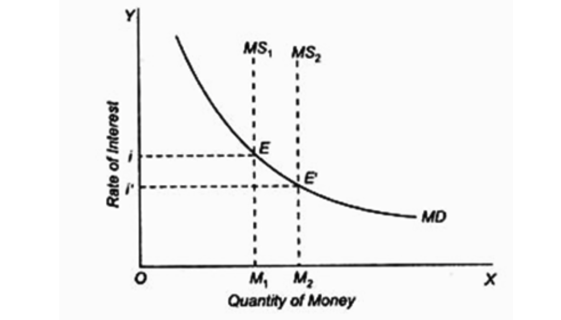 Y
MS₁ MS₂
Rate of Interest
i
E
i'
E'
MD
O
M₁ M₂
X
Quantity of Money